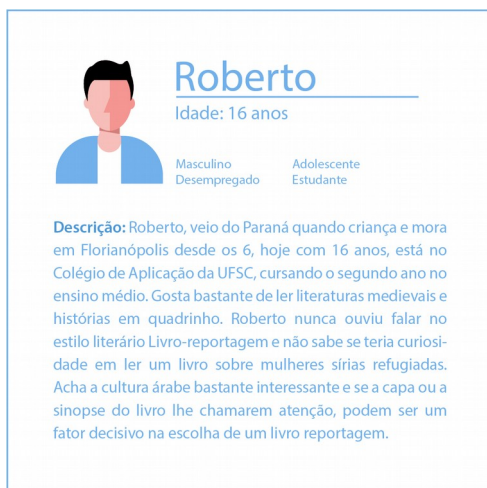 Roberto
Idade: 16 anos
Masculino Adolescente
Desempregado Estudante
Descrição: Roberto, veio do Paraná quando criança e mora
em Florianópolis desde os 6, hoje com 16 anos, está no
Colégio de Aplicação da UFSC, cursando o segundo ano no
ensino médio. Gosta bastante de ler literaturas medievais e
histórias em quadrinho. Roberto nunca ouviu falar no
estilo literário Livro-reportagem e não sabe se teria curiosi-
dade em ler um livro sobre mulheres sírias refugiadas.
Acha a cultura árabe bastante interessante e se a capa ou a
sinopse do livro lhe chamarem atenção, podem ser um
fator decisivo na escolha de um livro reportagem.